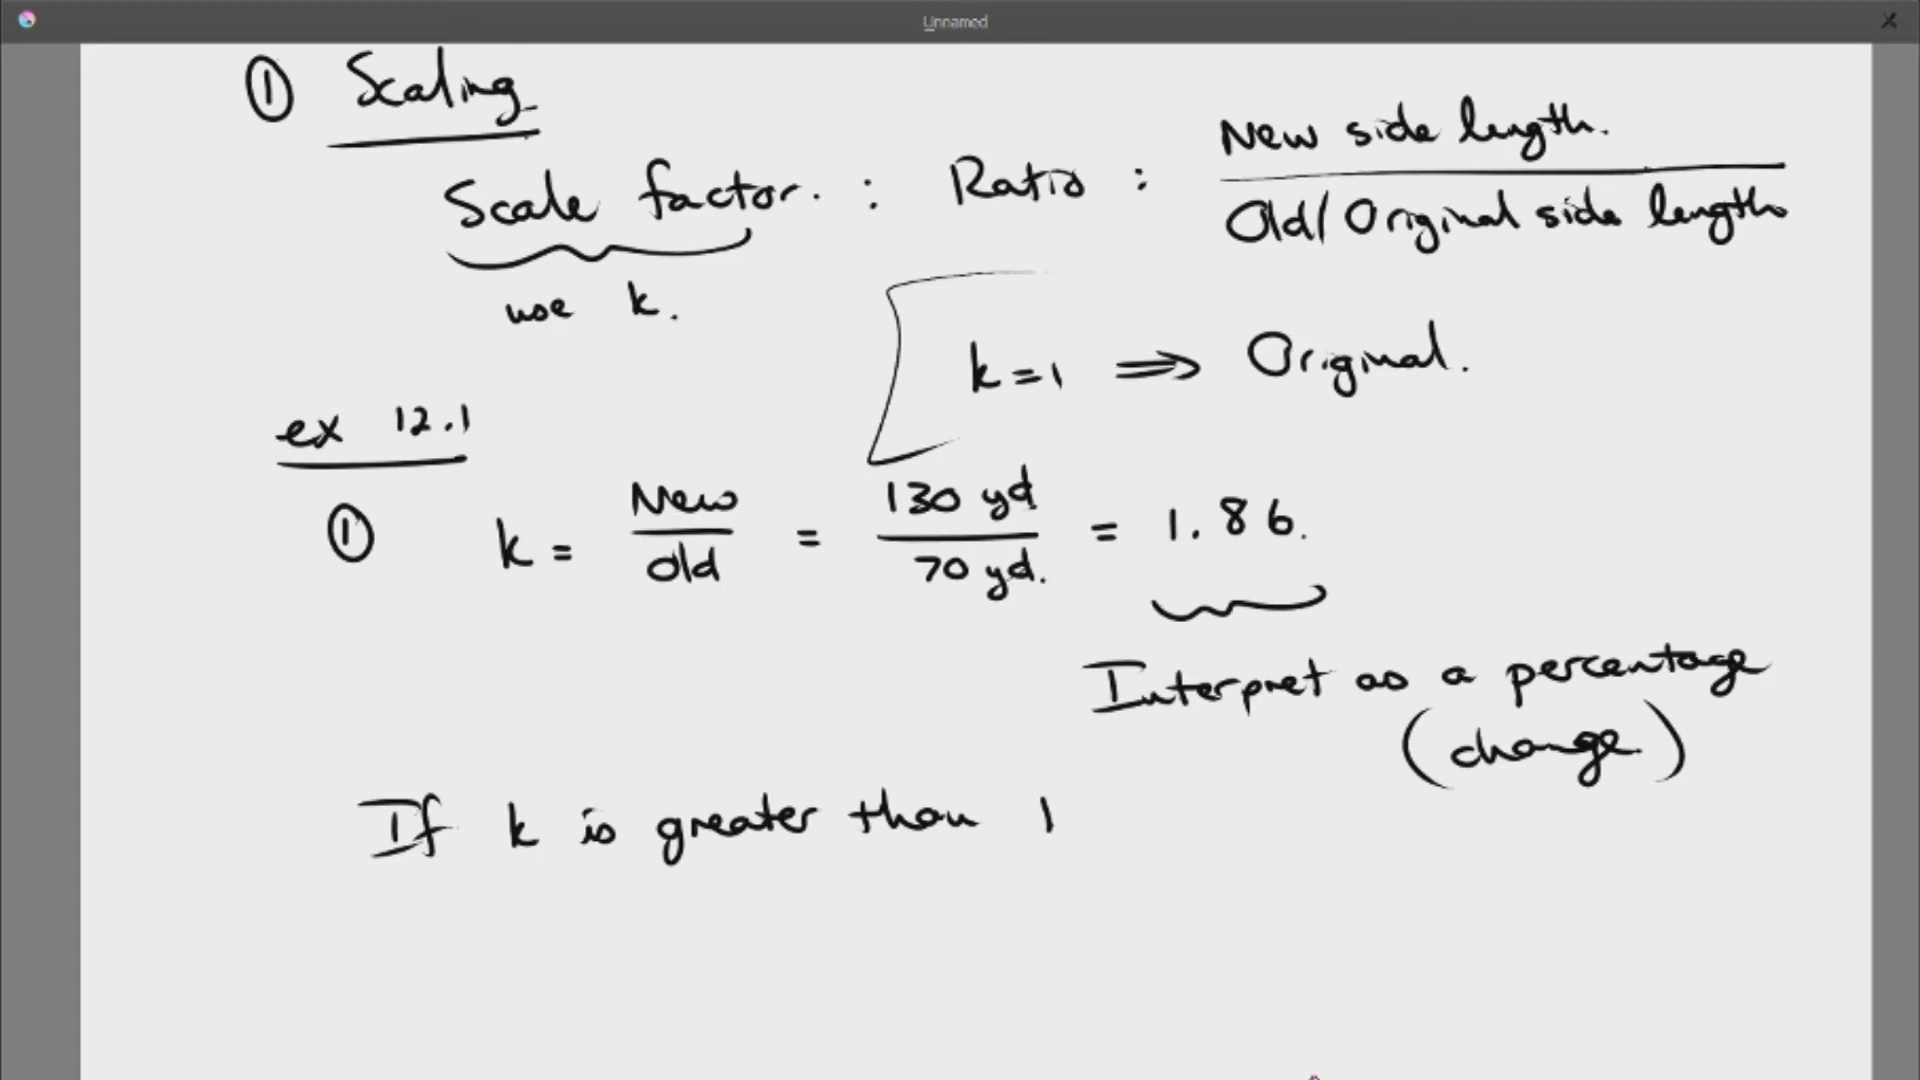 Unnamed
① Scaling
Scale factor. : Ratio : New side length. / Old/Original side length
use k.
k=1 ⇒ Original.
ex 12.1
① k = New / Old = 130 yd / 70 yd. = 1.86.
Interpret as a percentage
(change)
If k is greater than 1